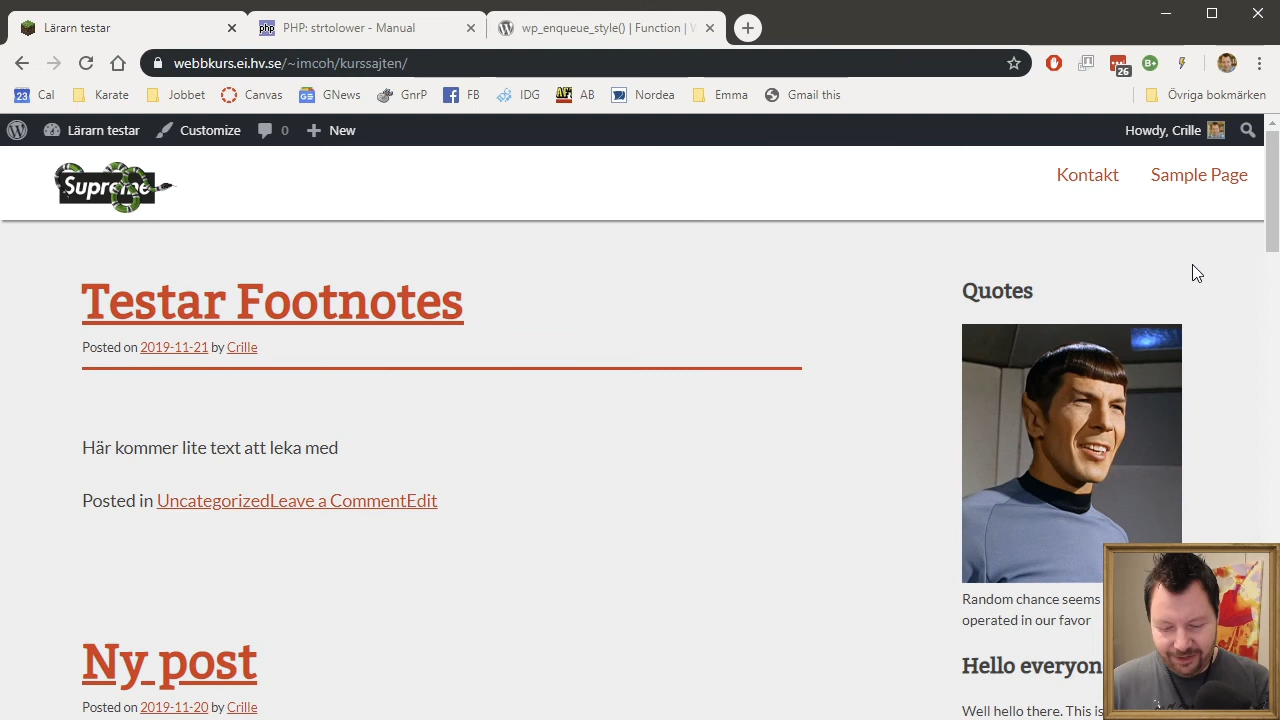 Lärarn testar
PHP: strtolower - Manual
wp_enqueue_style() | Function |
webbkurs.ei.hv.se/~imcoh/kurssajten/
26
B+
23 Cal
Karate
Jobbet
Canvas
GNews
GnrP
FB
IDG
AB
Nordea
Emma
Gmail this
Övriga bokmärken
Lärarn testar
Customize
0
New
Howdy, Crille
Supreme
Kontakt
Sample Page
Testar Footnotes
Posted on 2019-11-21 by Crille
Här kommer lite text att leka med
Posted in UncategorizedLeave a CommentEdit
Ny post
Posted on 2019-11-20 by Crille
Quotes
Random chance seems
operated in our favor
Hello everyon
Well hello there. This is